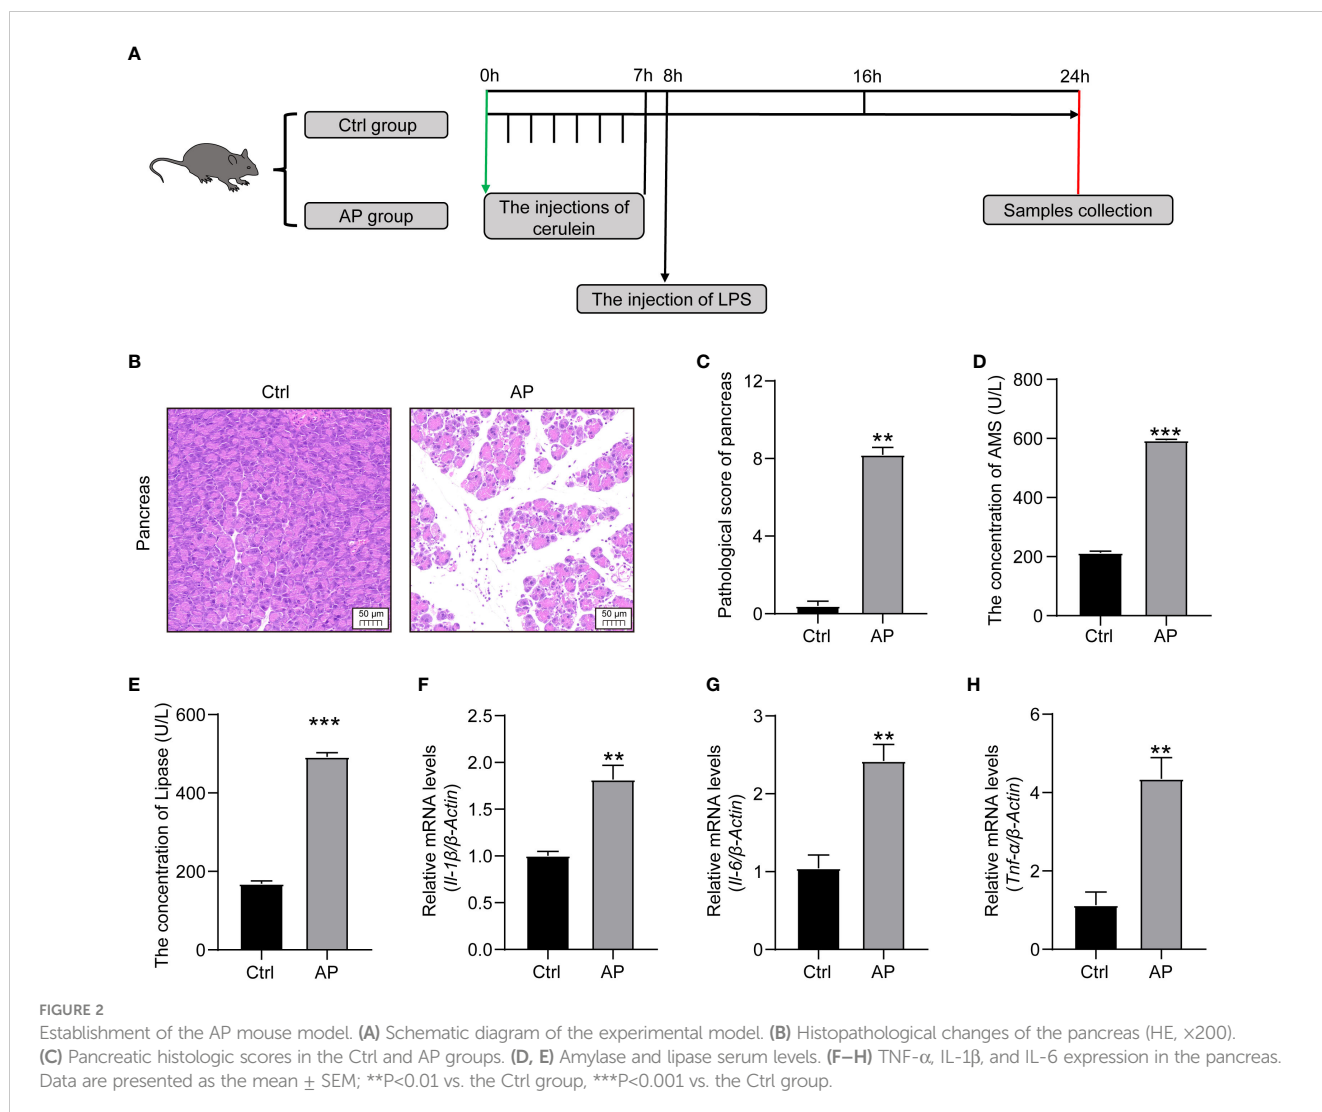 A
0h
7h
8h
16h
24h
Ctrl group
AP group
The injections of
cerulein
Samples collection
The injection of LPS
B
Ctrl
AP
Pancreas
50 μm
50 μm
C
Pathological score of pancreas
12
8
4
0
**
Ctrl
AP
D
The concentration of AMS (U/L)
800
600
400
200
0
***
Ctrl
AP
E
The concentration of Lipase (U/L)
600
400
200
0
***
Ctrl
AP
F
Relative mRNA levels
(Il-1β/β-Actin)
2.5
2.0
1.5
1.0
0.5
0.0
**
Ctrl
AP
G
Relative mRNA levels
(Il-6/β-Actin)
3
2
1
0
**
Ctrl
AP
H
Relative mRNA levels
(Tnf-α/β-Actin)
6
4
2
0
**
Ctrl
AP
FIGURE 2
Establishment of the AP mouse model. (A) Schematic diagram of the experimental model. (B) Histopathological changes of the pancreas (HE, ×200).
(C) Pancreatic histologic scores in the Ctrl and AP groups. (D, E) Amylase and lipase serum levels. (F–H) TNF-α, IL-1β, and IL-6 expression in the pancreas.
Data are presented as the mean ± SEM; **P<0.01 vs. the Ctrl group, ***P<0.001 vs. the Ctrl group.